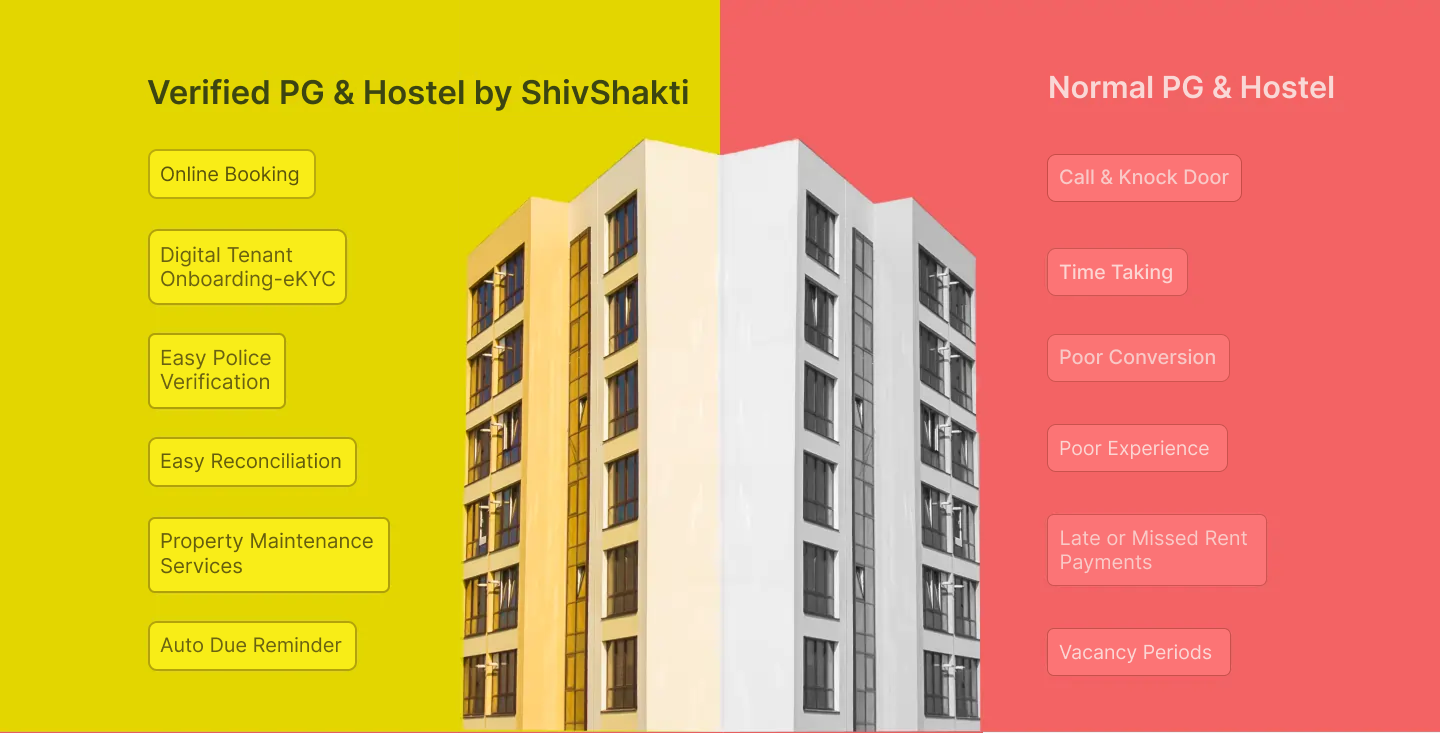 Verified PG & Hostel by ShivShakti
Online Booking
Digital Tenant
Onboarding-eKYC
Easy Police
Verification
Easy Reconciliation
Property Maintenance
Services
Auto Due Reminder
Normal PG & Hostel
Call & Knock Door
Time Taking
Poor Conversion
Poor Experience
Late or Missed Rent
Payments
Vacancy Periods